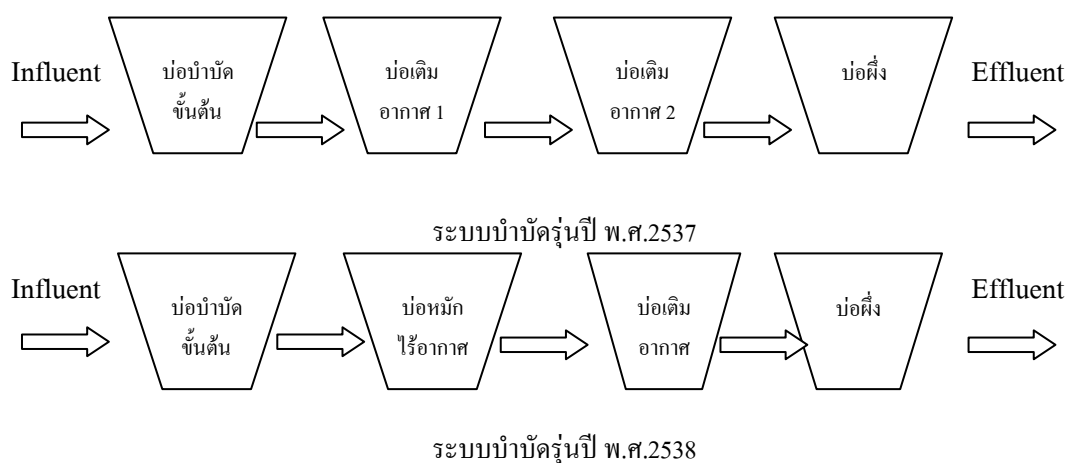 Influent
บ่อบำบัด
ขั้นต้น
บ่อเติม
อากาศ 1
บ่อเติม
อากาศ 2
บ่อผึ่ง
Effluent
ระบบบำบัดรุ่นปี พ.ศ.2537
Influent
บ่อบำบัด
ขั้นต้น
บ่อหมัก
ไร้อากาศ
บ่อเติม
อากาศ
บ่อผึ่ง
Effluent
ระบบบำบัดรุ่นปี พ.ศ.2538